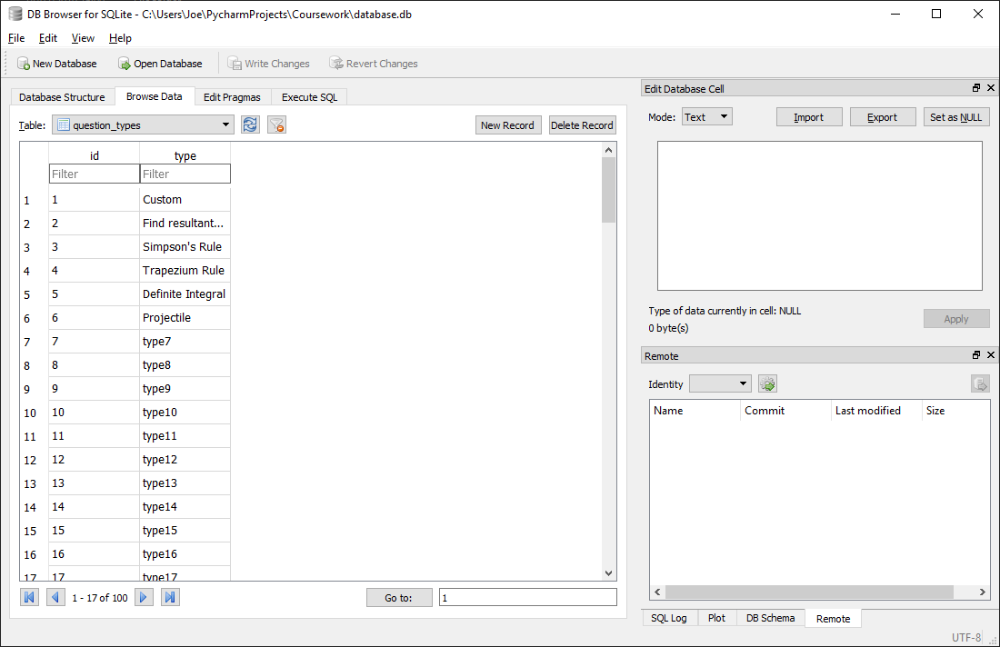 DB Browser for SQLite - C:\Users\Joe\PycharmProjects\Coursework\database.db
File Edit View Help
New Database Open Database Write Changes Revert Changes
Database Structure Browse Data Edit Pragmas Execute SQL
Table: question_types New Record Delete Record
id type
Filter Filter
1 1 Custom
2 2 Find resultant...
3 3 Simpson's Rule
4 4 Trapezium Rule
5 5 Definite Integral
6 6 Projectile
7 7 type7
8 8 type8
9 9 type9
10 10 type10
11 11 type11
12 12 type12
13 13 type13
14 14 type14
15 15 type15
16 16 type16
17 17 type17
1 - 17 of 100 Go to: 1
Edit Database Cell
Mode: Text Import Export Set as NULL
Type of data currently in cell: NULL
0 byte(s)
Apply
Remote
Identity
Name Commit Last modified Size
SQL Log Plot DB Schema Remote
UTF-8